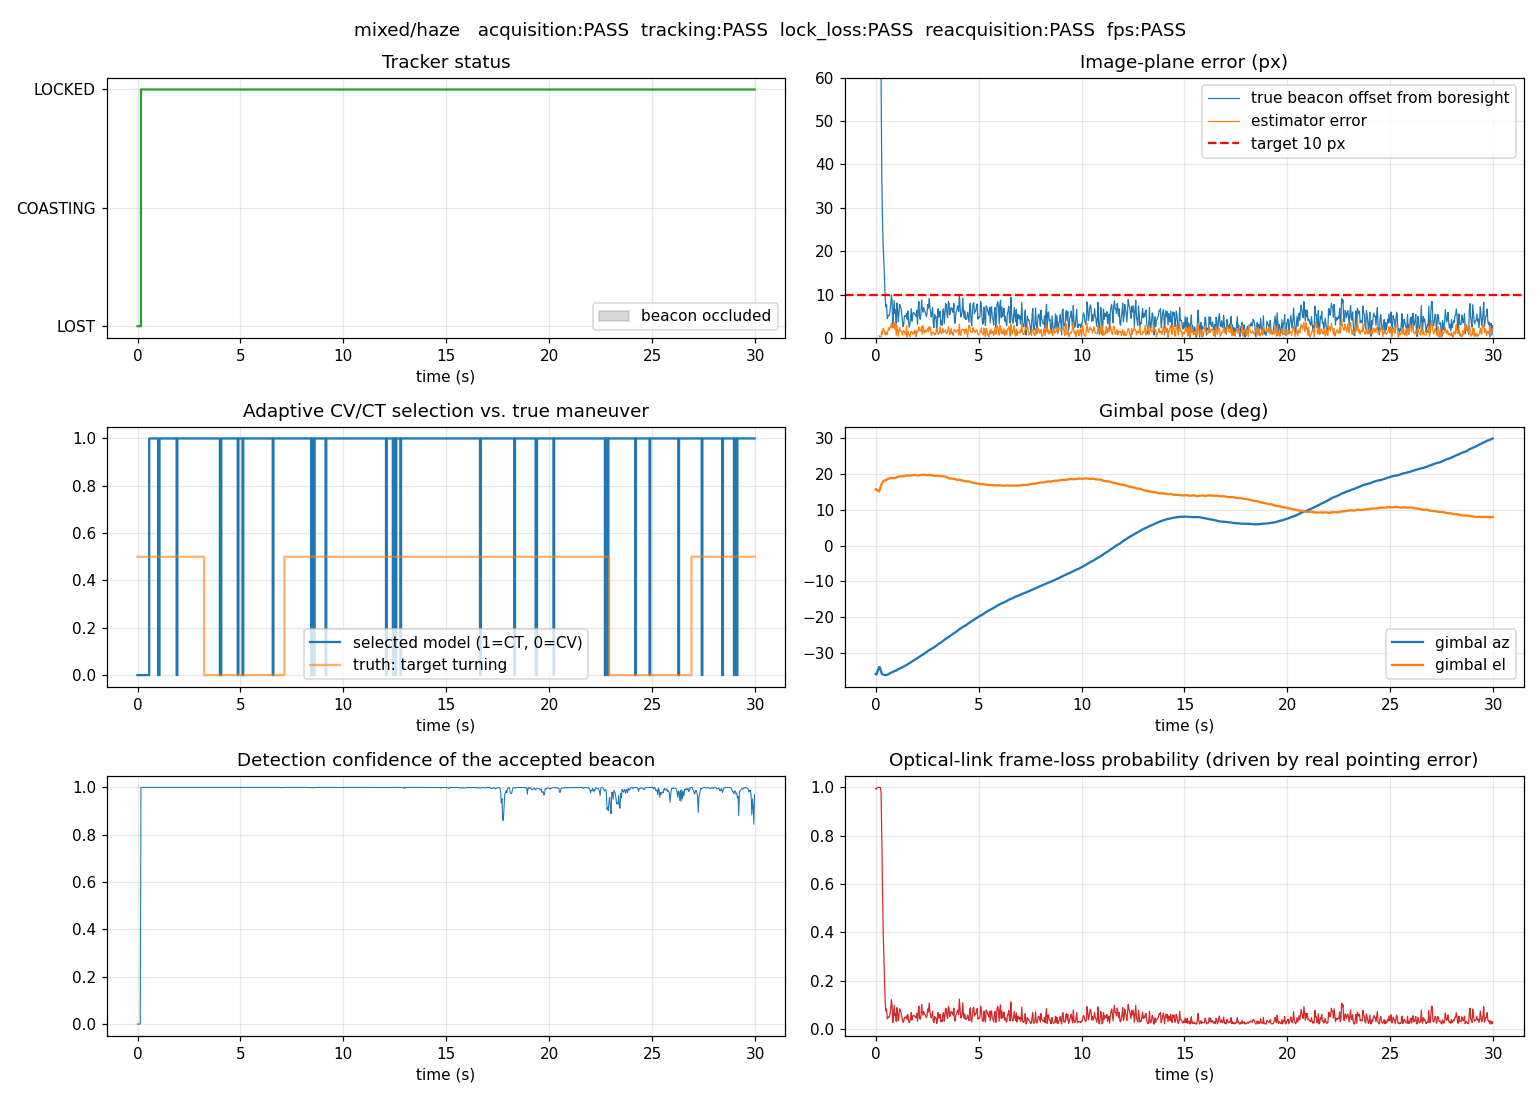 mixed/haze   acquisition:PASS  tracking:PASS  lock_loss:PASS  reacquisition:PASS  fps:PASS
Tracker status
LOCKED
COASTING
LOST
beacon occluded
0 5 10 15 20 25 30
time (s)
Image-plane error (px)
60
50
40
30
20
10
0
true beacon offset from boresight
estimator error
target 10 px
0 5 10 15 20 25 30
time (s)
Adaptive CV/CT selection vs. true maneuver
1.0
0.8
0.6
0.4
0.2
0.0
selected model (1=CT, 0=CV)
truth: target turning
0 5 10 15 20 25 30
time (s)
Gimbal pose (deg)
30
20
10
0
−10
−20
−30
gimbal az
gimbal el
0 5 10 15 20 25 30
time (s)
Detection confidence of the accepted beacon
1.0
0.8
0.6
0.4
0.2
0.0
0 5 10 15 20 25 30
time (s)
Optical-link frame-loss probability (driven by real pointing error)
1.0
0.8
0.6
0.4
0.2
0.0
0 5 10 15 20 25 30
time (s)